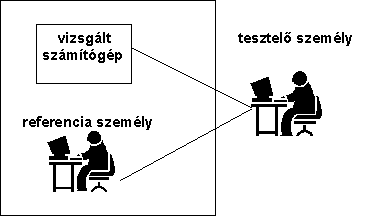 vizsgált
számítógép
tesztelő személy
referencia személy